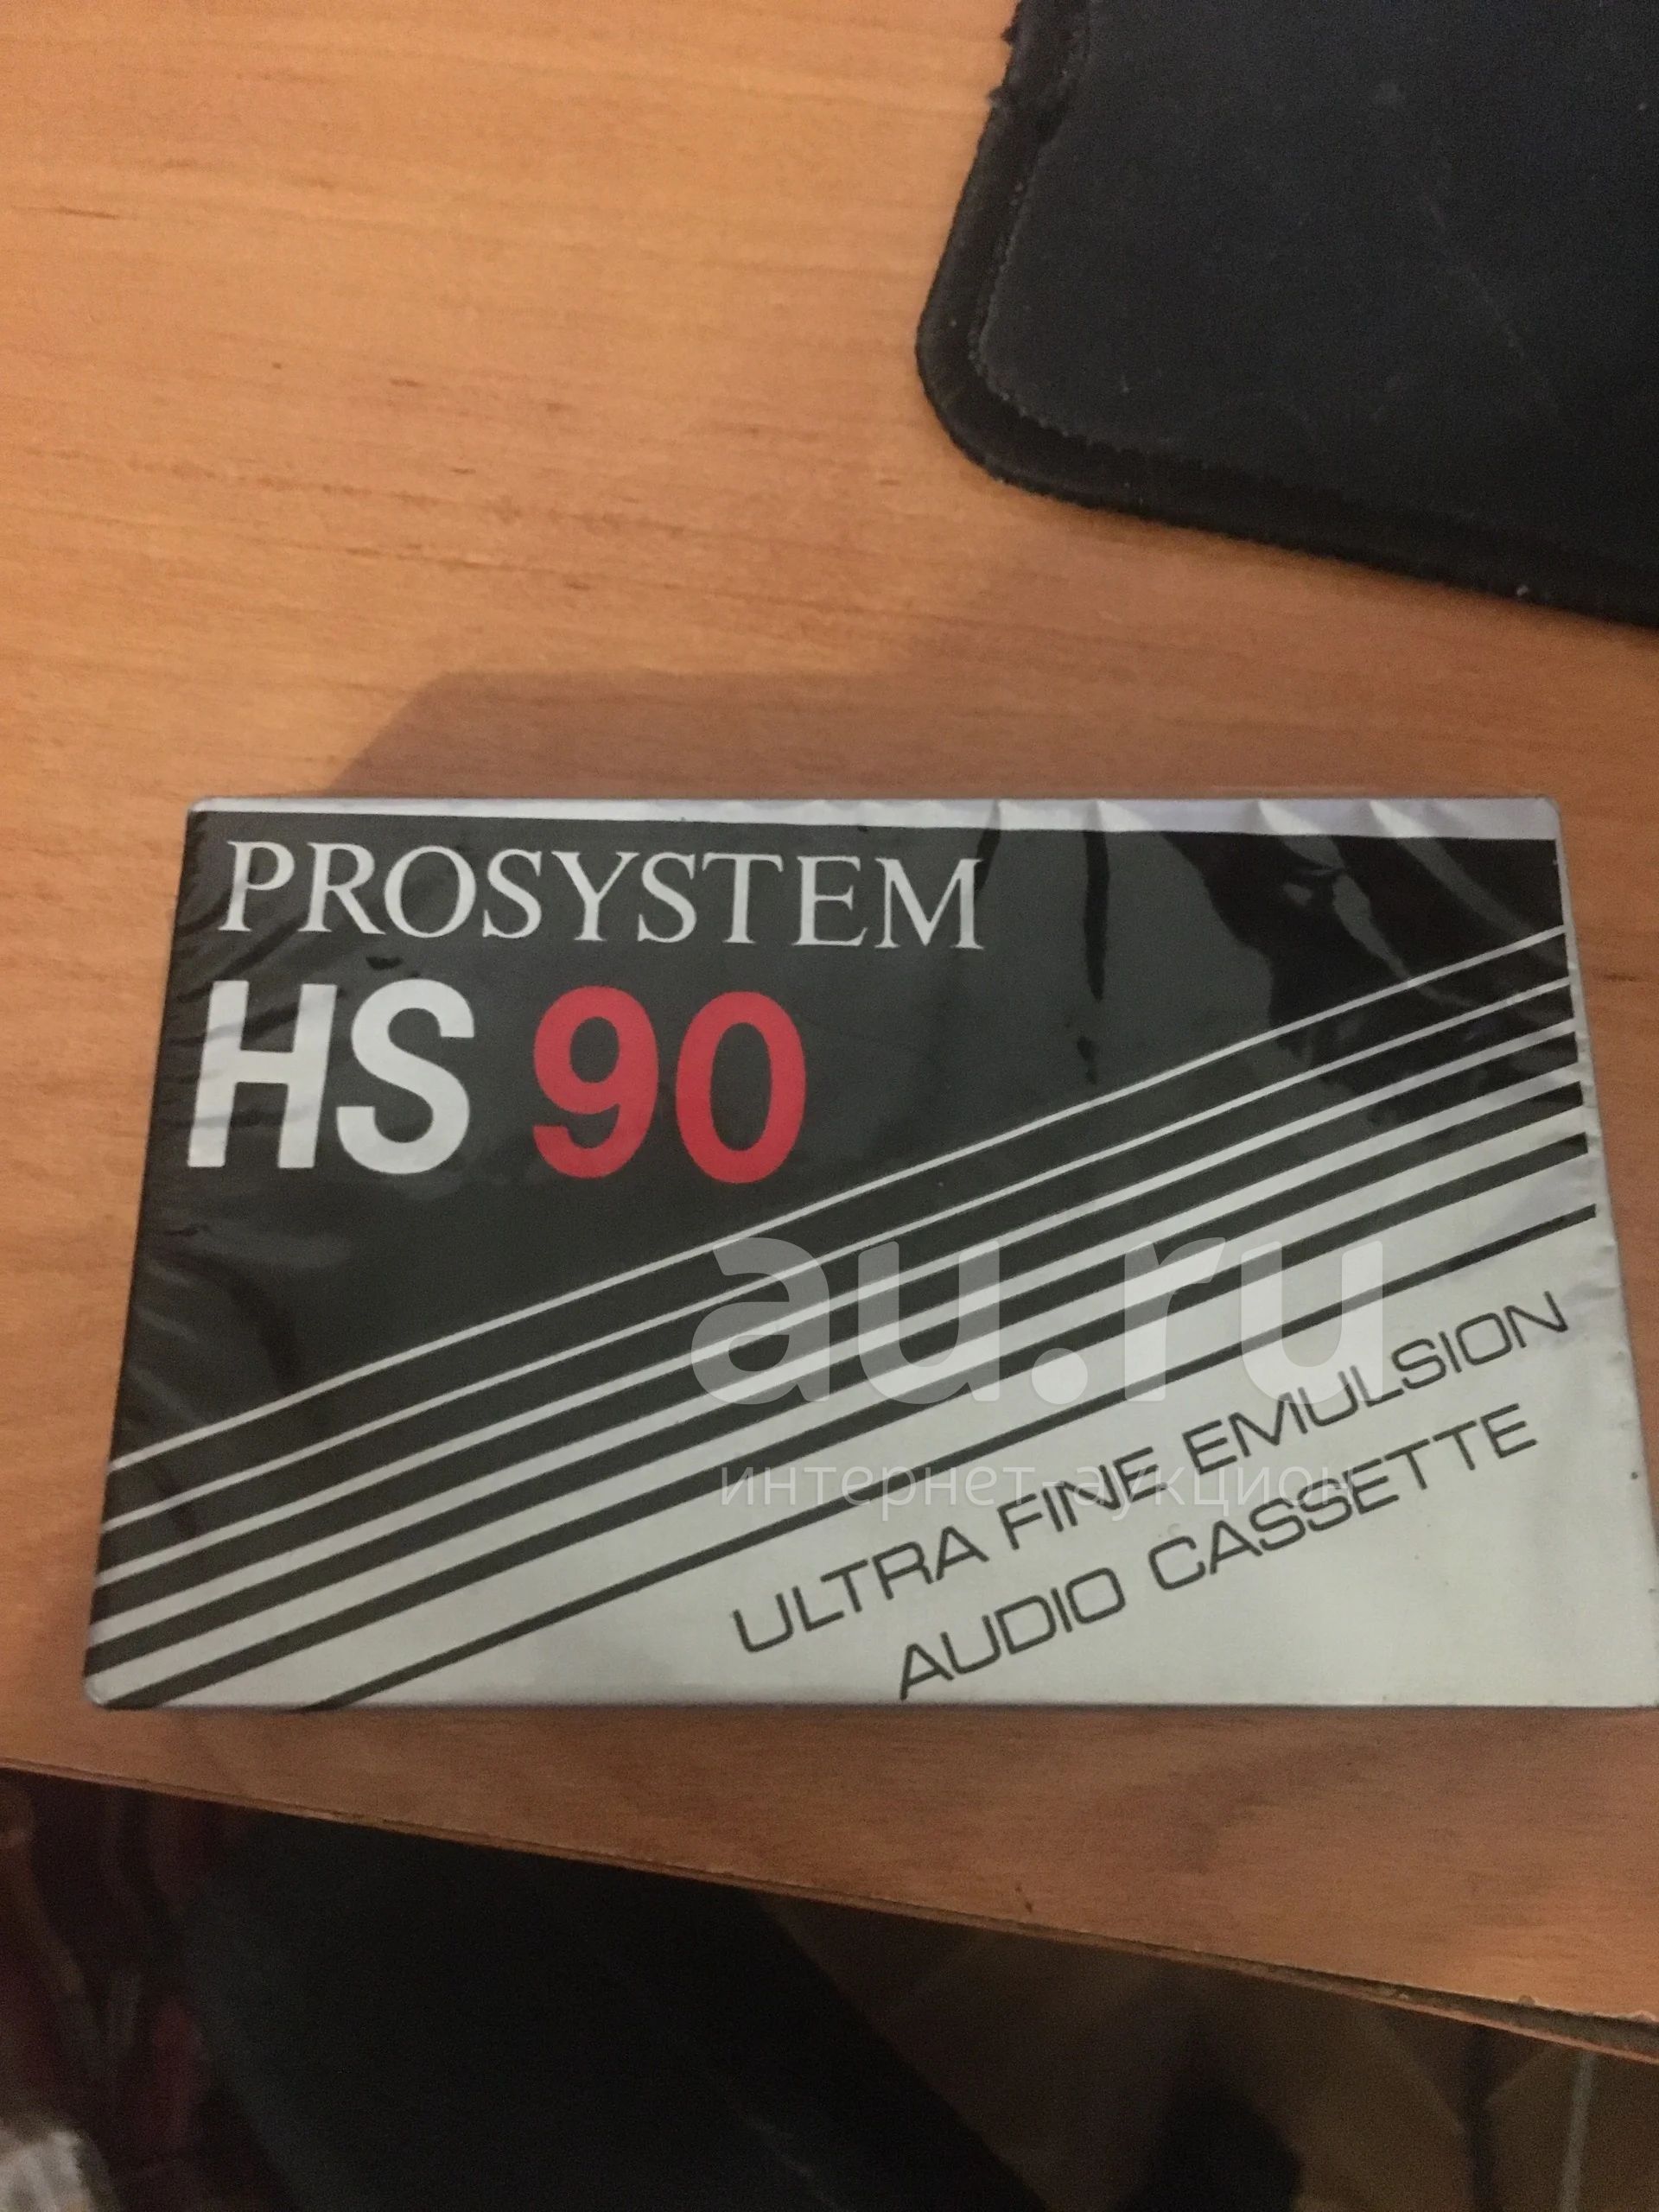 PROSYSTEM
HS 90
au.ru
интернет-аукцион
ULTRA FINE EMULSION
AUDIO CASSETTE